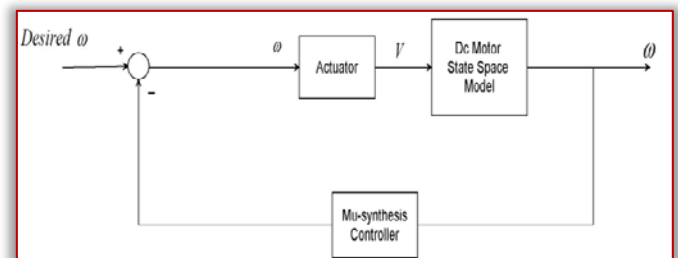 Desired ω
+
−
ω
Actuator
V
Dc Motor
State Space
Model
ω
Mu-synthesis
Controller